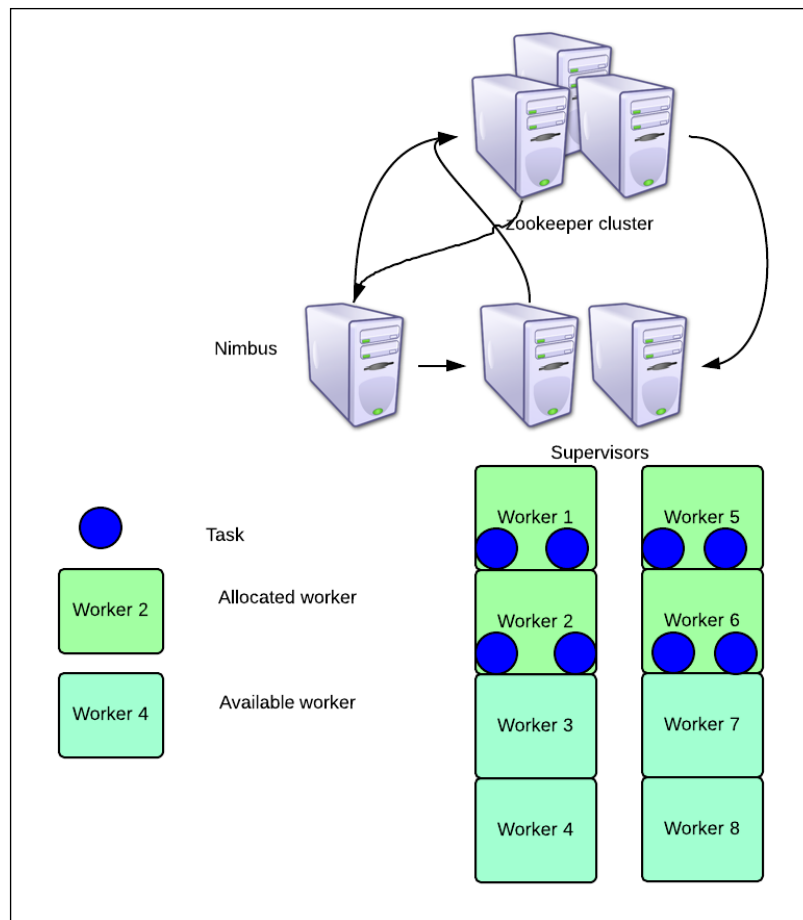 zookeeper cluster
Nimbus
Supervisors
Worker 1
Worker 5
Task
Allocated worker
Worker 2
Worker 2
Worker 6
Available worker
Worker 4
Worker 3
Worker 7
Worker 4
Worker 8